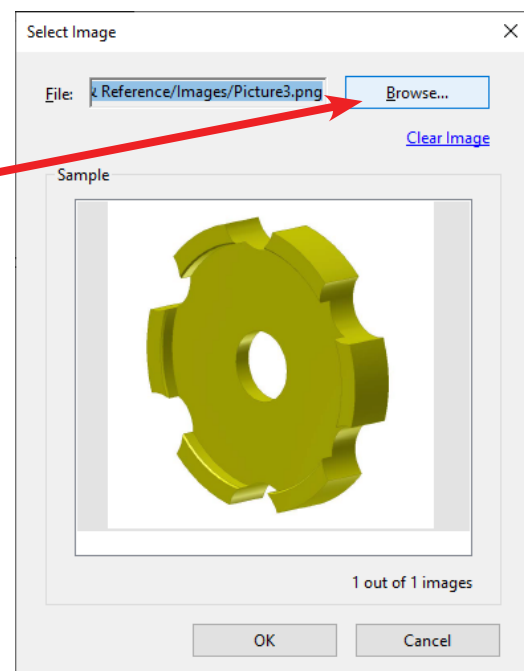 Select Image
File: & Reference/Images/Picture3.png Browse...
Clear Image
Sample
1 out of 1 images
OK Cancel